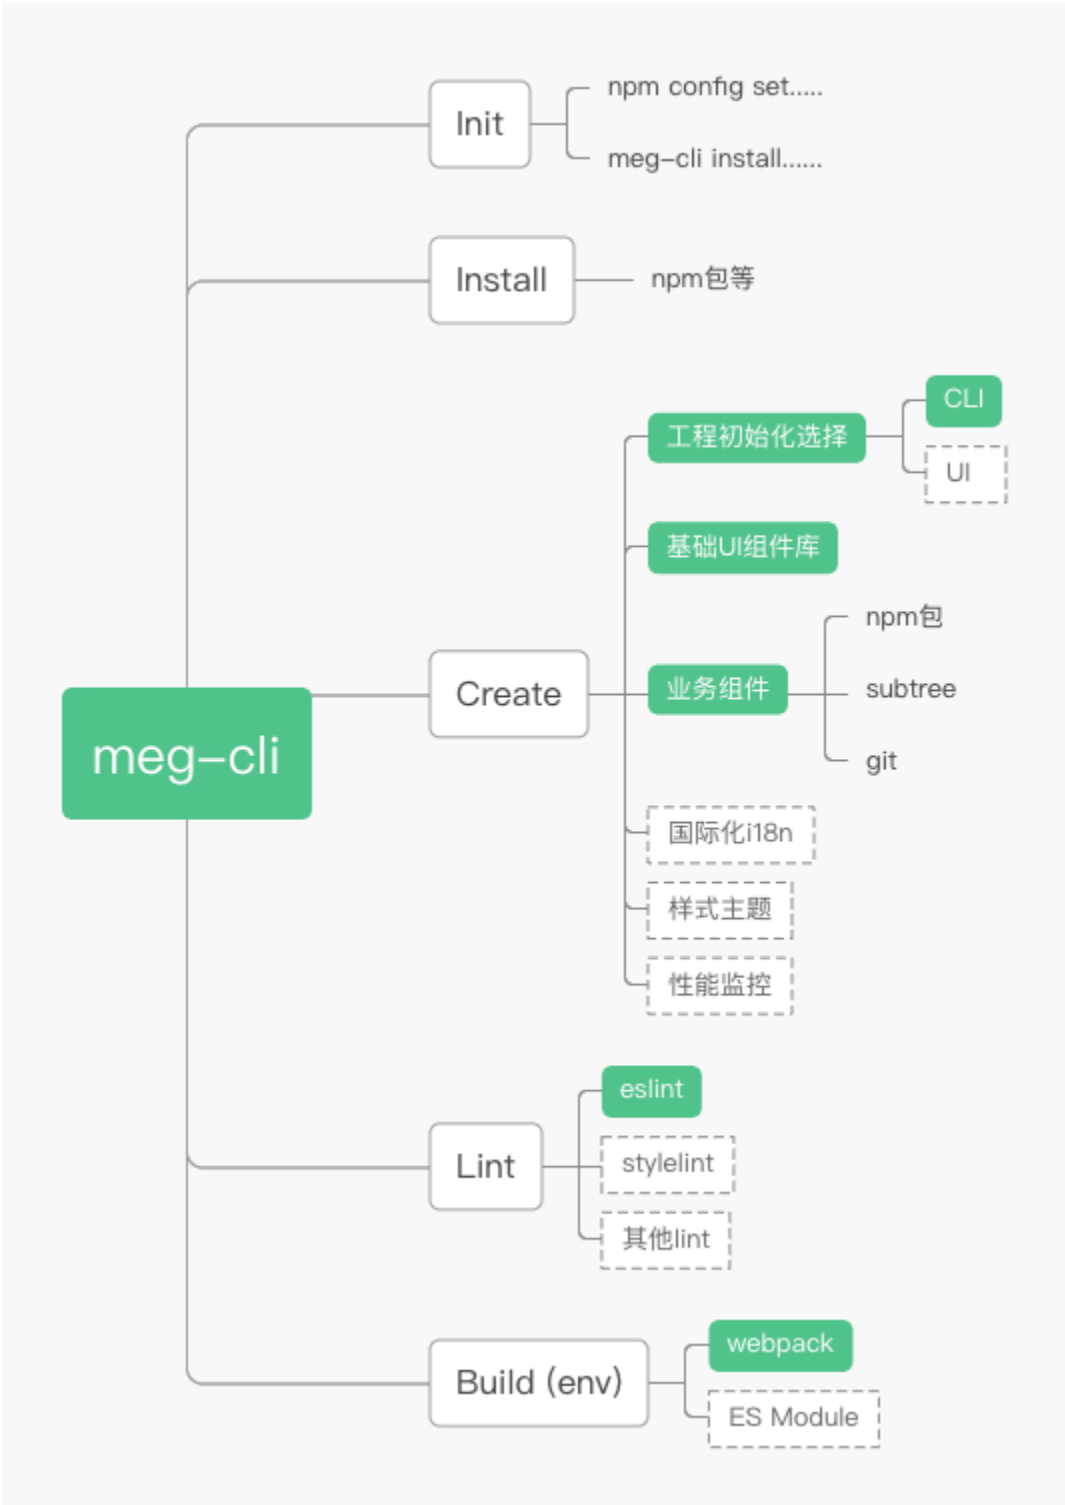 npm config set.....
Init
meg-cli install......
Install
npm包等
CLI
工程初始化选择
UI
基础UI组件库
npm包
业务组件
subtree
Create
git
meg-cli
国际化i18n
样式主题
性能监控
eslint
Lint
stylelint
其他lint
webpack
Build (env)
ES Module